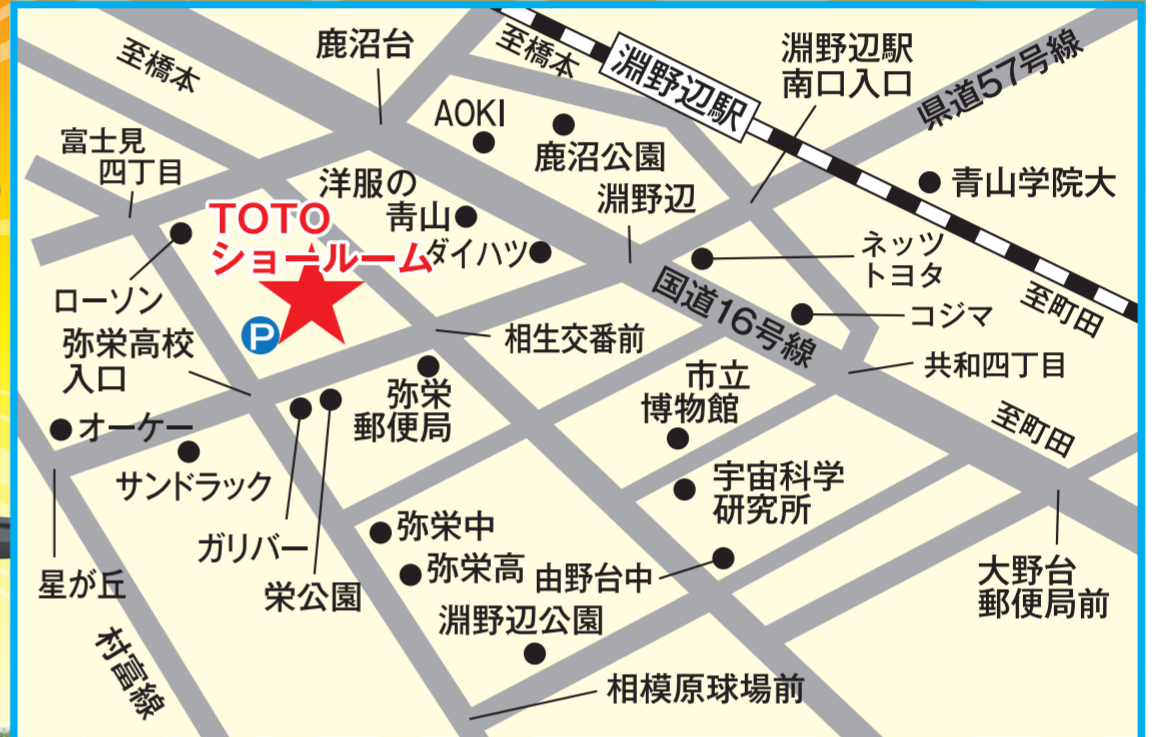 至橋本
鹿沼台
至橋本
淵野辺駅
淵野辺駅
南口入口
県道57号線
富士見
四丁目
AOKI
鹿沼公園
洋服の
青山
淵野辺
青山学院大
TOTO
ショールーム
ダイハツ
ネッツ
トヨタ
ローソン
国道16号線
コジマ
至町田
P
弥栄高校
入口
相生交番前
共和四丁目
オーケー
弥栄
郵便局
市立
博物館
至町田
サンドラック
宇宙科学
研究所
ガリバー
弥栄中
星が丘
栄公園
弥栄高
由野台中
大野台
郵便局前
淵野辺公園
村富線
相模原球場前